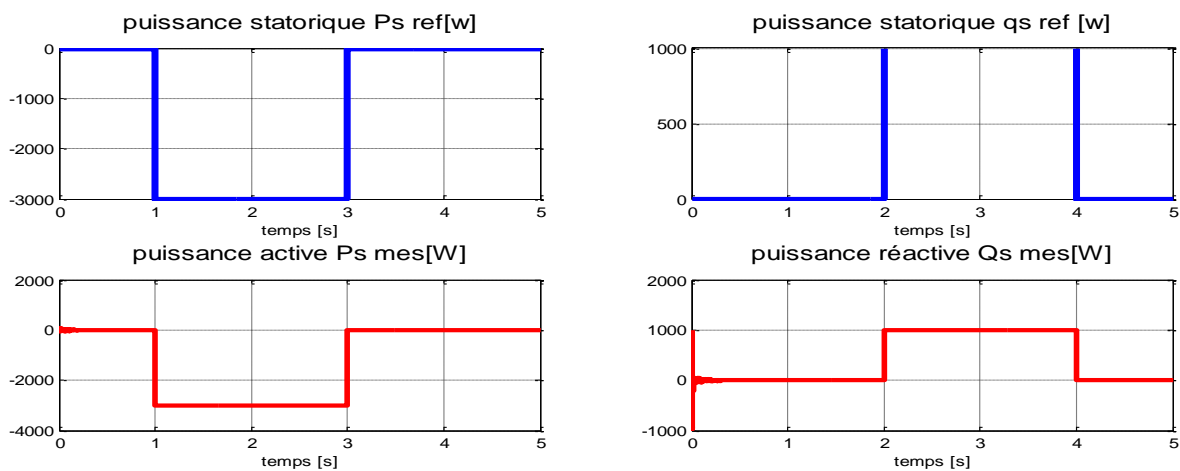 puissance statorique Ps ref[w]
0
-1000
-2000
-3000
0 1 2 3 4 5
temps [s]
puissance statorique qs ref [w]
1000
500
0
0 1 2 3 4 5
temps [s]
puissance active Ps mes[W]
2000
0
-2000
-4000
0 1 2 3 4 5
temps [s]
puissance réactive Qs mes[W]
2000
1000
0
-1000
0 1 2 3 4 5
temps [s]